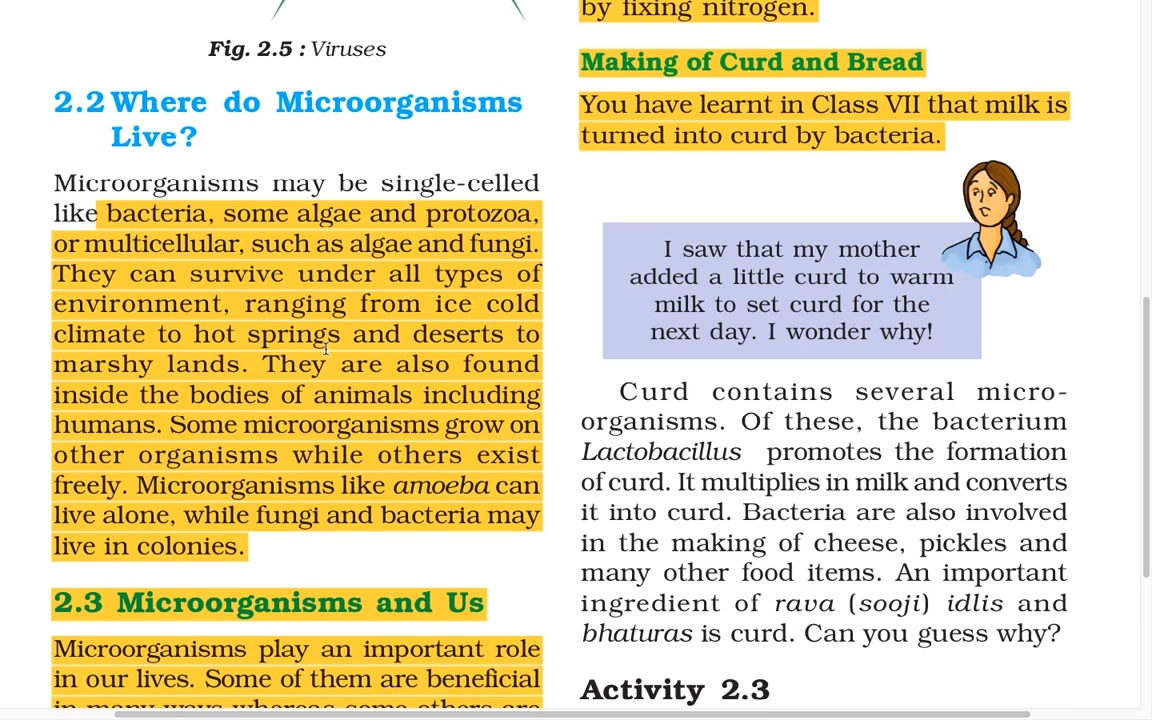 Fig. 2.5 : Viruses
2.2 Where do Microorganisms
Live?
Microorganisms may be single-celled
like bacteria, some algae and protozoa,
or multicellular, such as algae and fungi.
They can survive under all types of
environment, ranging from ice cold
climate to hot springs and deserts to
marshy lands. They are also found
inside the bodies of animals including
humans. Some microorganisms grow on
other organisms while others exist
freely. Microorganisms like amoeba can
live alone, while fungi and bacteria may
live in colonies.
2.3 Microorganisms and Us
Microorganisms play an important role
in our lives. Some of them are beneficial
in many ways whereas some others are
by fixing nitrogen.
Making of Curd and Bread
You have learnt in Class VII that milk is
turned into curd by bacteria.
I saw that my mother
added a little curd to warm
milk to set curd for the
next day. I wonder why!
Curd contains several micro-
organisms. Of these, the bacterium
Lactobacillus promotes the formation
of curd. It multiplies in milk and converts
it into curd. Bacteria are also involved
in the making of cheese, pickles and
many other food items. An important
ingredient of rava (sooji) idlis and
bhaturas is curd. Can you guess why?
Activity 2.3